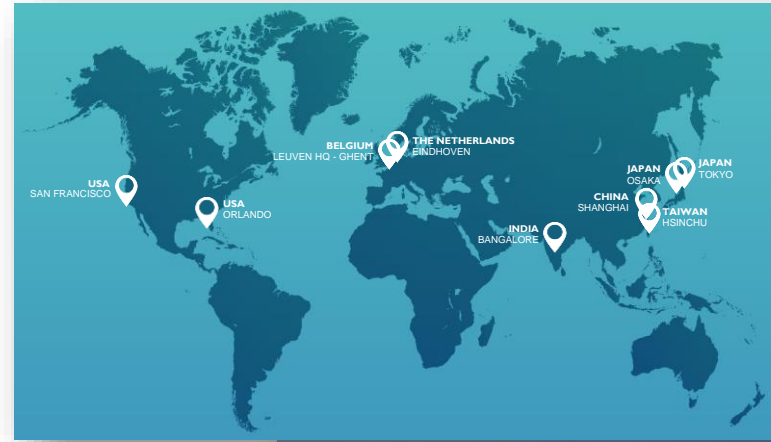 BELGIUM
LEUVEN HQ - GHENT
THE NETHERLANDS
EINDHOVEN
USA
SAN FRANCISCO
USA
ORLANDO
INDIA
BANGALORE
JAPAN
OSAKA
JAPAN
TOKYO
CHINA
SHANGHAI
TAIWAN
HSINCHU